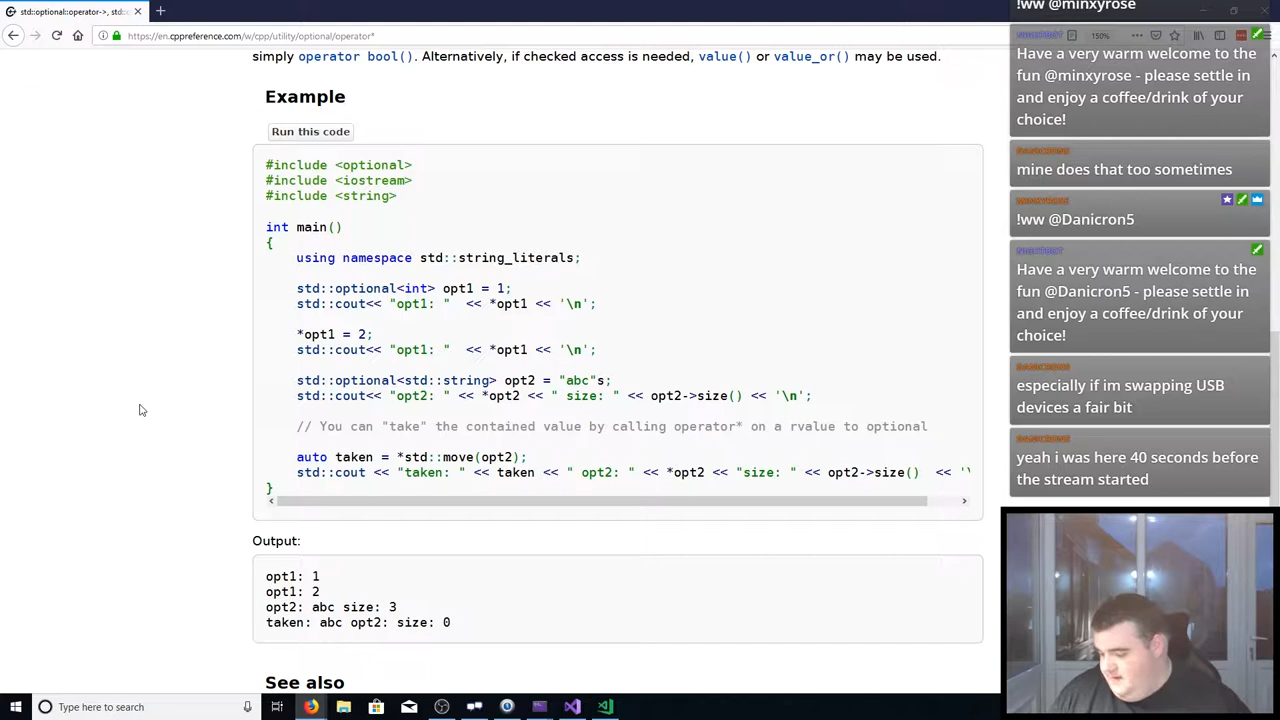 std::optional::operator->, std::c
https://en.cppreference.com/w/cpp/utility/optional/operator*
150%
simply operator bool(). Alternatively, if checked access is needed, value() or value_or() may be used.
Example
Run this code
#include <optional>
#include <iostream>
#include <string>
int main()
{
using namespace std::string_literals;
std::optional<int> opt1 = 1;
std::cout<< "opt1: "  << *opt1 << '\n';
*opt1 = 2;
std::cout<< "opt1: "  << *opt1 << '\n';
std::optional<std::string> opt2 = "abc"s;
std::cout<< "opt2: " << *opt2 << " size: " << opt2->size() << '\n';
// You can "take" the contained value by calling operator* on a rvalue to optional
auto taken = *std::move(opt2);
std::cout << "taken: " << taken << " opt2: " << *opt2 << "size: " << opt2->size()  << '\
}
Output:
opt1: 1
opt1: 2
opt2: abc size: 3
taken: abc opt2: size: 0
See also
!ww @minxyrose
NIGHTBOT
Have a very warm welcome to the
fun @minxyrose - please settle in
and enjoy a coffee/drink of your
choice!
DANICRON5
mine does that too sometimes
MINXYROSE
!ww @Danicron5
NIGHTBOT
Have a very warm welcome to the
fun @Danicron5 - please settle in
and enjoy a coffee/drink of your
choice!
DANICRON5
especially if im swapping USB
devices a fair bit
DANICRON5
yeah i was here 40 seconds before
the stream started
Type here to search